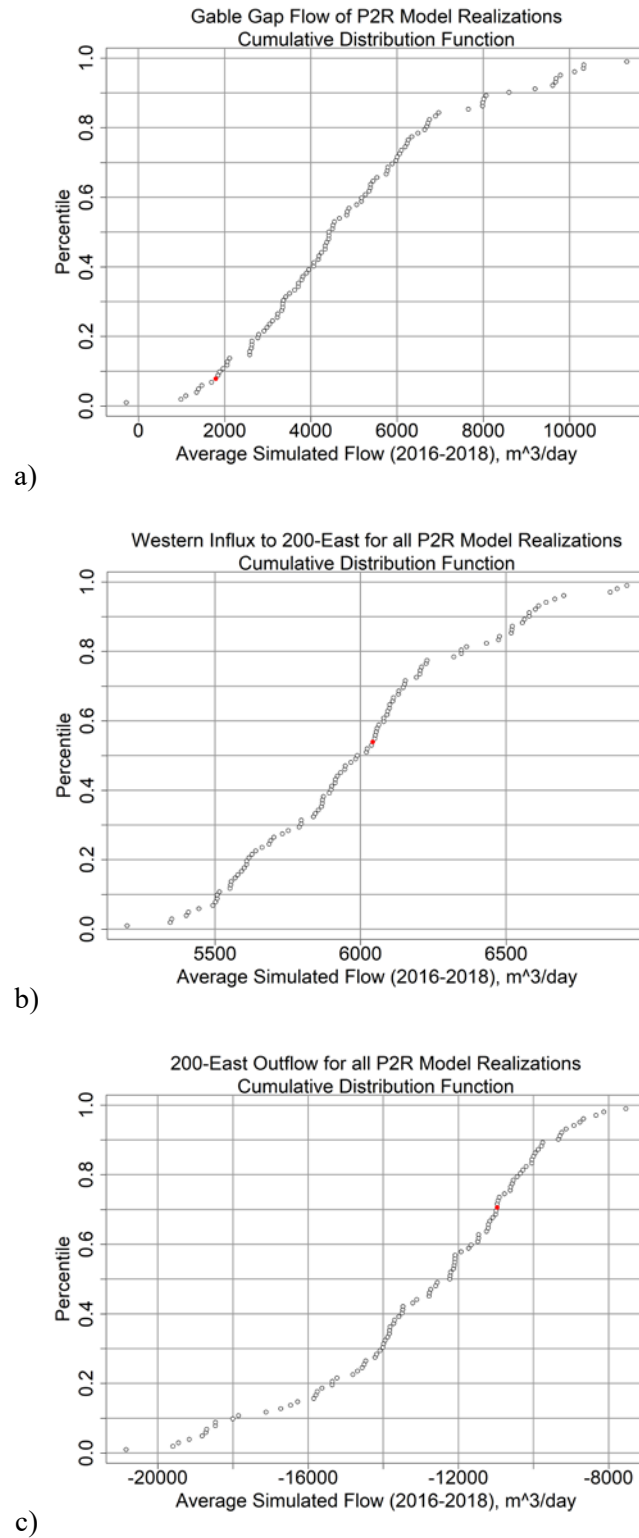 Gable Gap Flow of P2R Model Realizations
Cumulative Distribution Function
Percentile
1.0
0.8
0.6
0.4
0.2
0.0
0 2000 4000 6000 8000 10000
Average Simulated Flow (2016-2018), m^3/day
a)
Western Influx to 200-East for all P2R Model Realizations
Cumulative Distribution Function
Percentile
1.0
0.8
0.6
0.4
0.2
0.0
5500 6000 6500
Average Simulated Flow (2016-2018), m^3/day
b)
200-East Outflow for all P2R Model Realizations
Cumulative Distribution Function
Percentile
1.0
0.8
0.6
0.4
0.2
0.0
-20000 -16000 -12000 -8000
Average Simulated Flow (2016-2018), m^3/day
c)